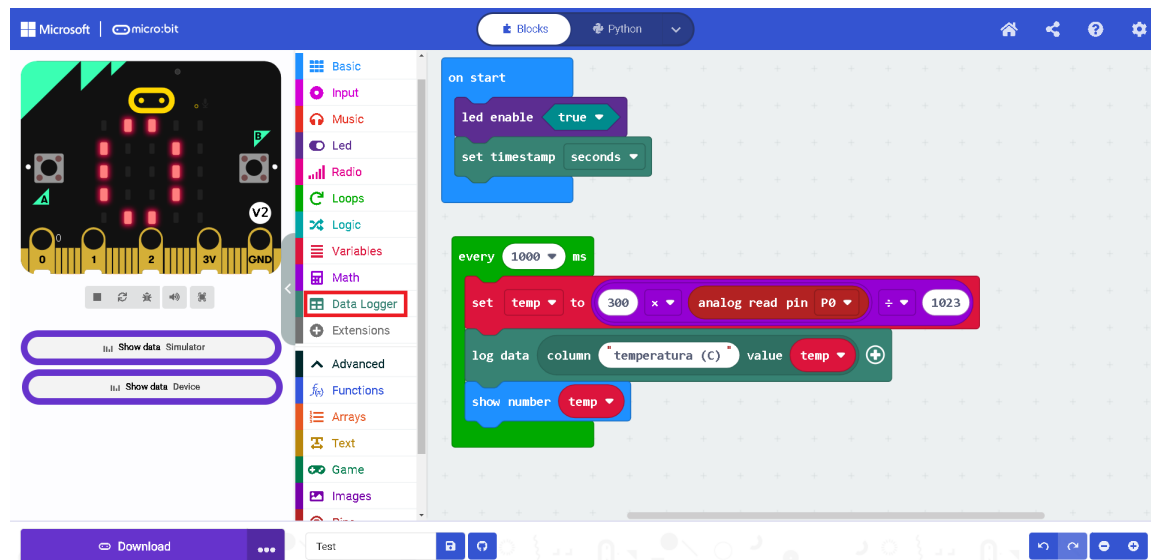 Microsoft micro:bit
Blocks
Python
Basic
Input
Music
Led
Radio
Loops
Logic
Variables
Math
Data Logger
Extensions
Advanced
Functions
Arrays
Text
Game
Images
A
B
V2
0
0 1 2 3V GND
Show data Simulator
Show data Device
on start
led enable true
set timestamp seconds
every 1000 ms
set temp to 300 × analog read pin P0 ÷ 1023
log data column "temperatura (C)" value temp
show number temp
Download
Test